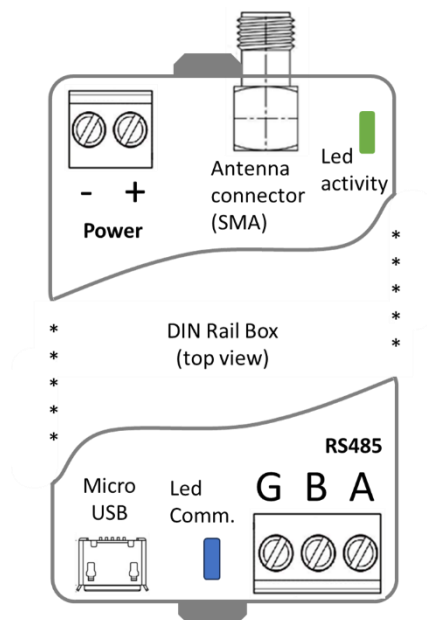 - +
Power
Antenna
connector
(SMA)
Led
activity
*
*
*
*
*
DIN Rail Box
(top view)
*
*
*
*
*
RS485
Micro
USB
Led
Comm.
G B A